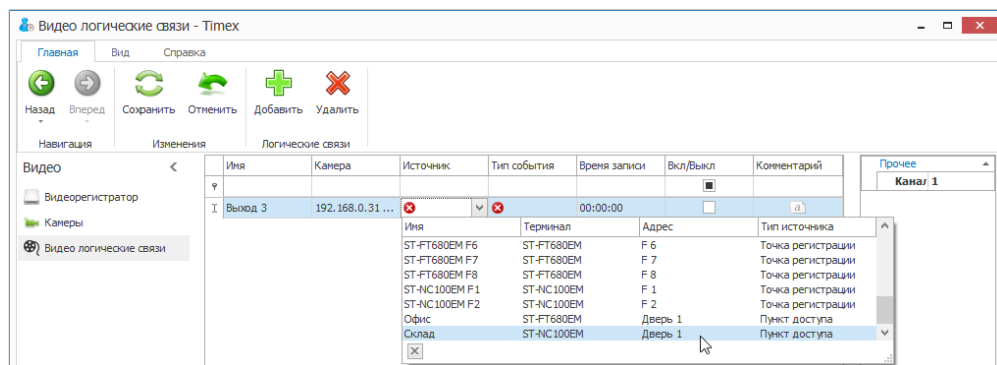 Видео логические связи - Timex
Главная Вид Справка
Назад Вперед Сохранить Отменить Добавить Удалить
Навигация Изменения Логические связи
Видео
Видеорегистратор
Камеры
Видео логические связи
Имя Камера Источник Тип события Время записи Вкл/Выкл Комментарий
Выход 3 192.168.0.31 ... 00:00:00 a
Имя Терминал Адрес Тип источника
ST-FT680EM F6 ST-FT680EM F 6 Точка регистрации
ST-FT680EM F7 ST-FT680EM F 7 Точка регистрации
ST-FT680EM F8 ST-FT680EM F 8 Точка регистрации
ST-NC100EM F1 ST-NC100EM F 1 Точка регистрации
ST-NC100EM F2 ST-NC100EM F 2 Точка регистрации
Офис ST-FT680EM Дверь 1 Пункт доступа
Склад ST-NC100EM Дверь 1 Пункт доступа
Прочее
Канал 1